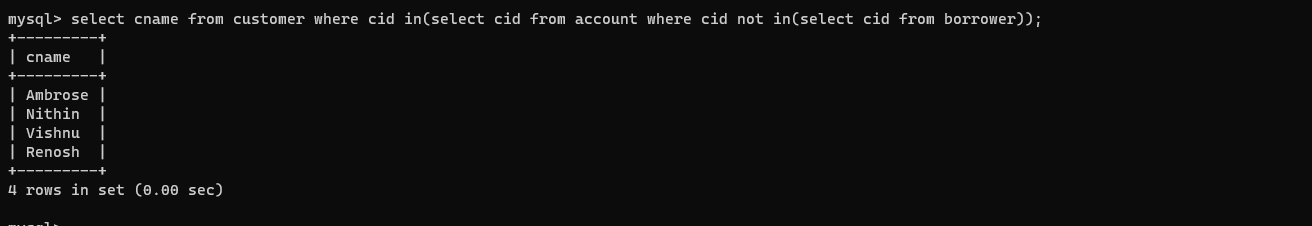 mysql> select cname from customer where cid in(select cid from account where cid not in(select cid from borrower));
+---------+
| cname   |
+---------+
| Ambrose |
| Nithin  |
| Vishnu  |
| Renosh  |
+---------+
4 rows in set (0.00 sec)
mysql>